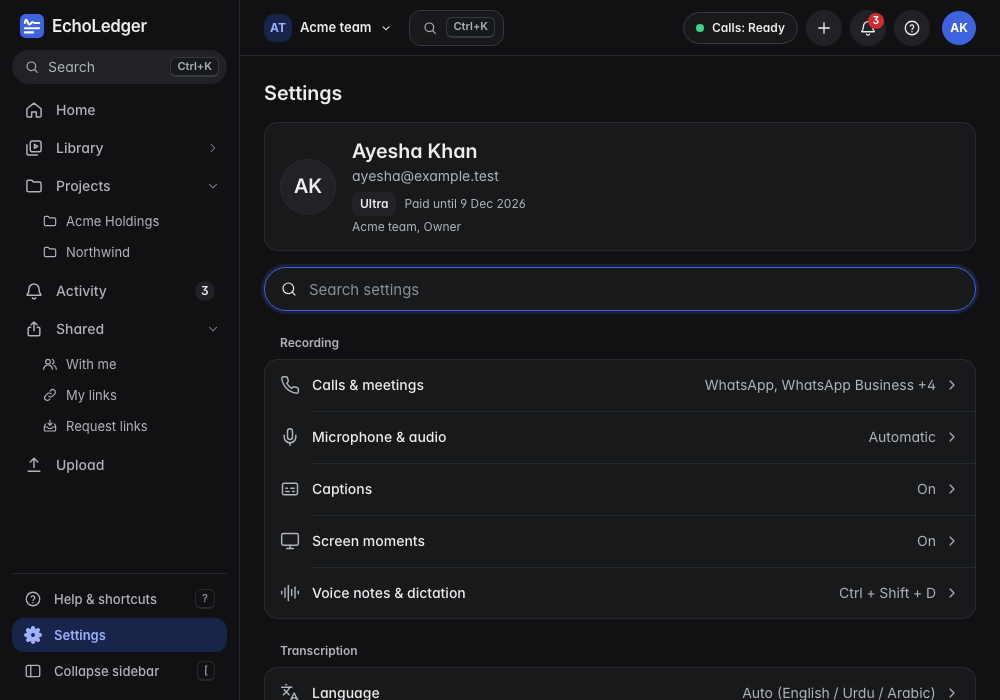 EchoLedger
Search Ctrl+K
Home
Library
Projects
Acme Holdings
Northwind
Activity 3
Shared
With me
My links
Request links
Upload
Help & shortcuts ?
Settings
Collapse sidebar [
AT Acme team Ctrl+K Calls: Ready 3 AK
Settings
AK
Ayesha Khan
ayesha@example.test
Ultra Paid until 9 Dec 2026
Acme team, Owner
Search settings
Recording
Calls & meetings WhatsApp, WhatsApp Business +4
Microphone & audio Automatic
Captions On
Screen moments On
Voice notes & dictation Ctrl + Shift + D
Transcription
Language Auto (English / Urdu / Arabic)